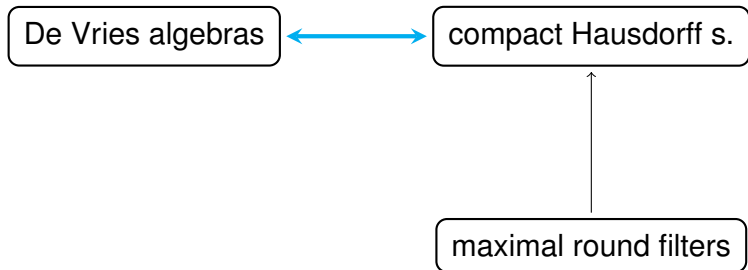 De Vries algebras
compact Hausdorff s.
maximal round filters